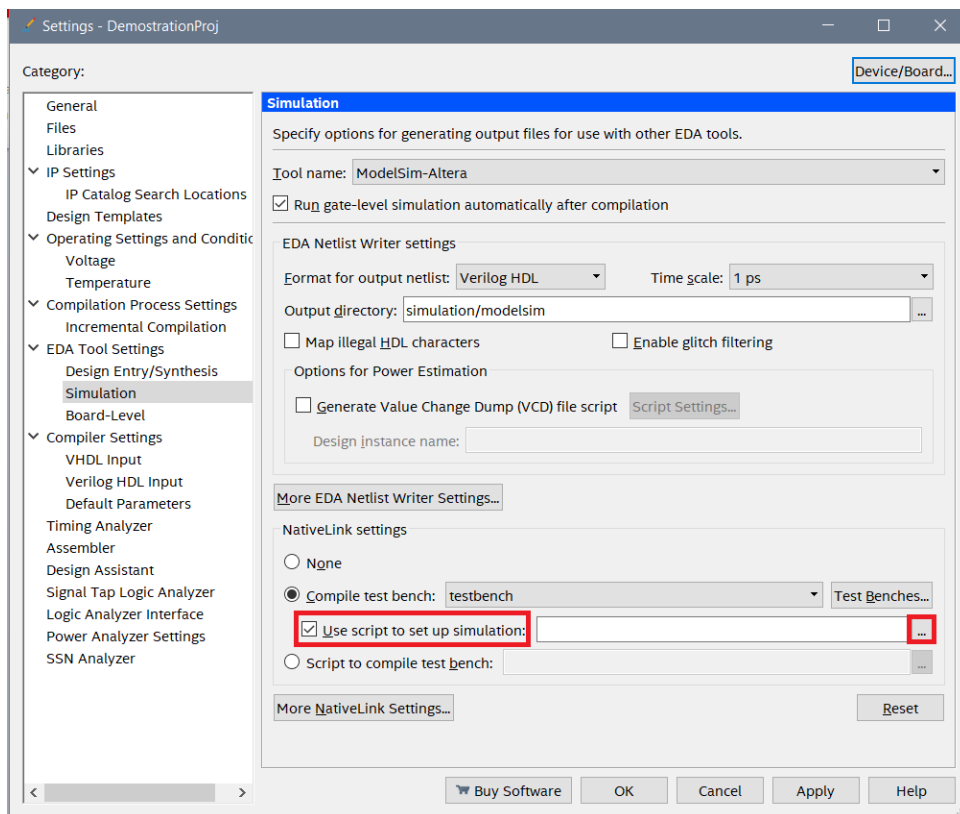 Settings - DemostrationProj
Category:
Device/Board...
General
Files
Libraries
IP Settings
IP Catalog Search Locations
Design Templates
Operating Settings and Conditic
Voltage
Temperature
Compilation Process Settings
Incremental Compilation
EDA Tool Settings
Design Entry/Synthesis
Simulation
Board-Level
Compiler Settings
VHDL Input
Verilog HDL Input
Default Parameters
Timing Analyzer
Assembler
Design Assistant
Signal Tap Logic Analyzer
Logic Analyzer Interface
Power Analyzer Settings
SSN Analyzer
Simulation
Specify options for generating output files for use with other EDA tools.
Tool name: ModelSim-Altera
Run gate-level simulation automatically after compilation
EDA Netlist Writer settings
Format for output netlist: Verilog HDL Time scale: 1 ps
Output directory: simulation/modelsim ...
Map illegal HDL characters Enable glitch filtering
Options for Power Estimation
Generate Value Change Dump (VCD) file script Script Settings...
Design instance name:
More EDA Netlist Writer Settings...
NativeLink settings
None
Compile test bench: testbench Test Benches...
Use script to set up simulation: ...
Script to compile test bench: ...
More NativeLink Settings... Reset
Buy Software OK Cancel Apply Help